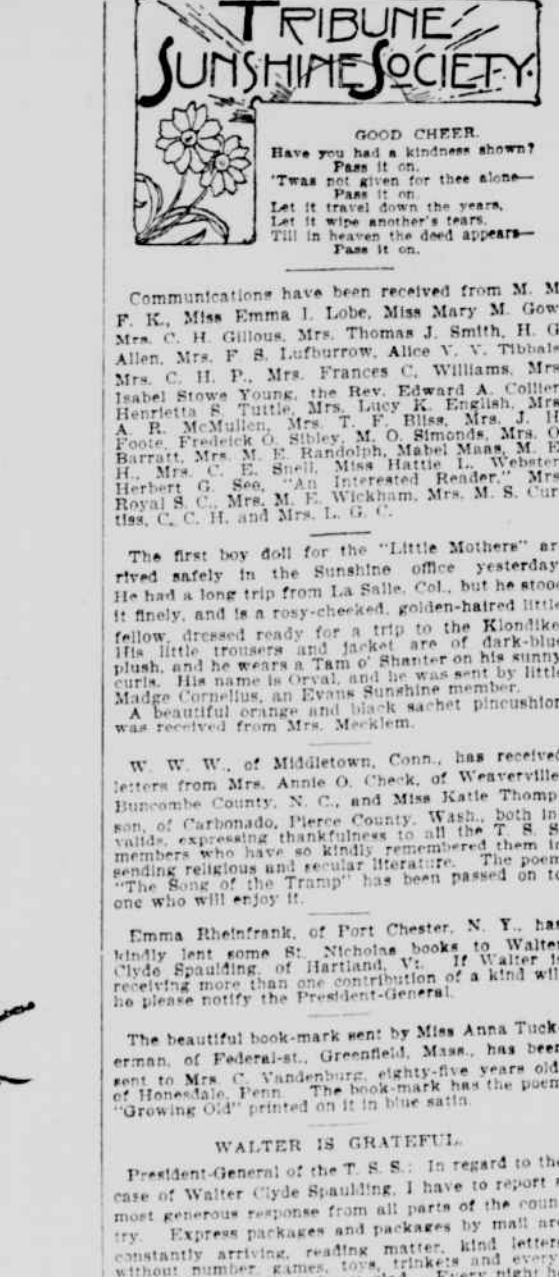 TRIBUNE
SUNSHINE SOCIETY.
GOOD CHEER.
Have you had a kindness shown?
Pass it on.
'Twas not given for thee alone—
Pass it on.
Let it travel down the years,
Let it wipe another's tears,
Till in heaven the deed appears—
Pass it on.
Communications have been received from M. M
F. K., Miss Emma I. Lobe, Miss Mary M. Gow
Mrs. C. H. Gillous, Mrs. Thomas J. Smith, H. G
Allen, Mrs. F S. Lufburrow, Alice V. V. Tibbals
Mrs. C. H. P., Mrs. Frances C. Williams, Mrs
Isabel Stowe Young, the Rev. Edward A. Collier
Henrietta S. Tuttle, Mrs. Lucy K. English, Mrs
A. R. McMullen, Mrs. T. F. Bliss, Mrs. J. H
Foote, Fredeick O. Sibley, M. O. Simonds, Mrs. O
Barratt, Mrs. M. E. Randolph, Mabel Maas, M. E
H., Mrs. C. E. Snell, Miss Hattie L. Webster
Herbert G. See, "An Interested Reader," Mrs
Royal S. C., Mrs. M. E. Wickham, Mrs. M. S. Cur
tiss, C. C. H. and Mrs. L. G. C.
The first boy doll for the "Little Mothers" ar
rived safely in the Sunshine office yesterday
He had a long trip from La Salle, Col., but he stood
it finely, and is a rosy-cheeked, golden-haired little
fellow, dressed ready for a trip to the Klondike
His little trousers and jacket are of dark-blue
plush, and he wears a Tam o' Shanter on his sunny
curls. His name is Orval, and he was sent by little
Madge Cornelius, an Evans Sunshine member.
A beautiful orange and black sachet pincushion
was received from Mrs. Mecklem.
W. W. W., of Middletown, Conn., has received
letters from Mrs. Annie O. Check, of Weaverville
Buncombe County, N. C., and Miss Katie Thomp
son, of Carbonado, Pierce County, Wash., both in
valids, expressing thankfulness to all the T. S. S
members who have so kindly remembered them in
sending religious and secular literature. The poem
"The Song of the Tramp" has been passed on to
one who will enjoy it.
Emma Rheinfrank, of Port Chester, N. Y., has
kindly lent some St. Nicholas books to Walter
Clyde Spaulding, of Hartland, Vt. If Walter is
receiving more than one contribution of a kind will
he please notify the President-General.
The beautiful book-mark sent by Miss Anna Tuck
erman, of Federal-st., Greenfield, Mass., has been
sent to Mrs. C. Vandenburg, eighty-five years old
of Honesdale, Penn. The book-mark has the poem
"Growing Old" printed on it in blue satin.
WALTER IS GRATEFUL.
President-General of the T. S. S.: In regard to the
case of Walter Clyde Spaulding, I have to report a
most generous response from all parts of the coun
try. Express packages and packages by mail are
constantly arriving, reading matter, kind letters
without number, games, toys, trinkets and every
Every night he